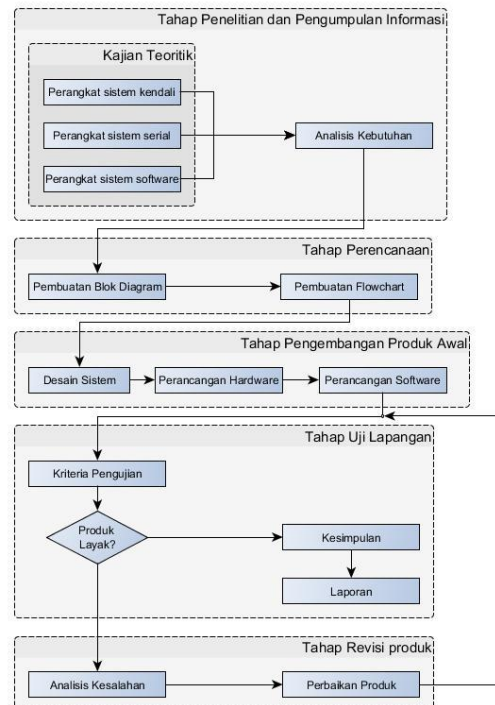 Tahap Penelitian dan Pengumpulan Informasi
Kajian Teoritik
Perangkat sistem kendali
Perangkat sistem serial
Perangkat sistem software
Analisis Kebutuhan
Tahap Perencanaan
Pembuatan Blok Diagram
Pembuatan Flowchart
Tahap Pengembangan Produk Awal
Desain Sistem
Perancangan Hardware
Perancangan Software
Tahap Uji Lapangan
Kriteria Pengujian
Produk
Layak?
Kesimpulan
Laporan
Tahap Revisi produk
Analisis Kesalahan
Perbaikan Produk